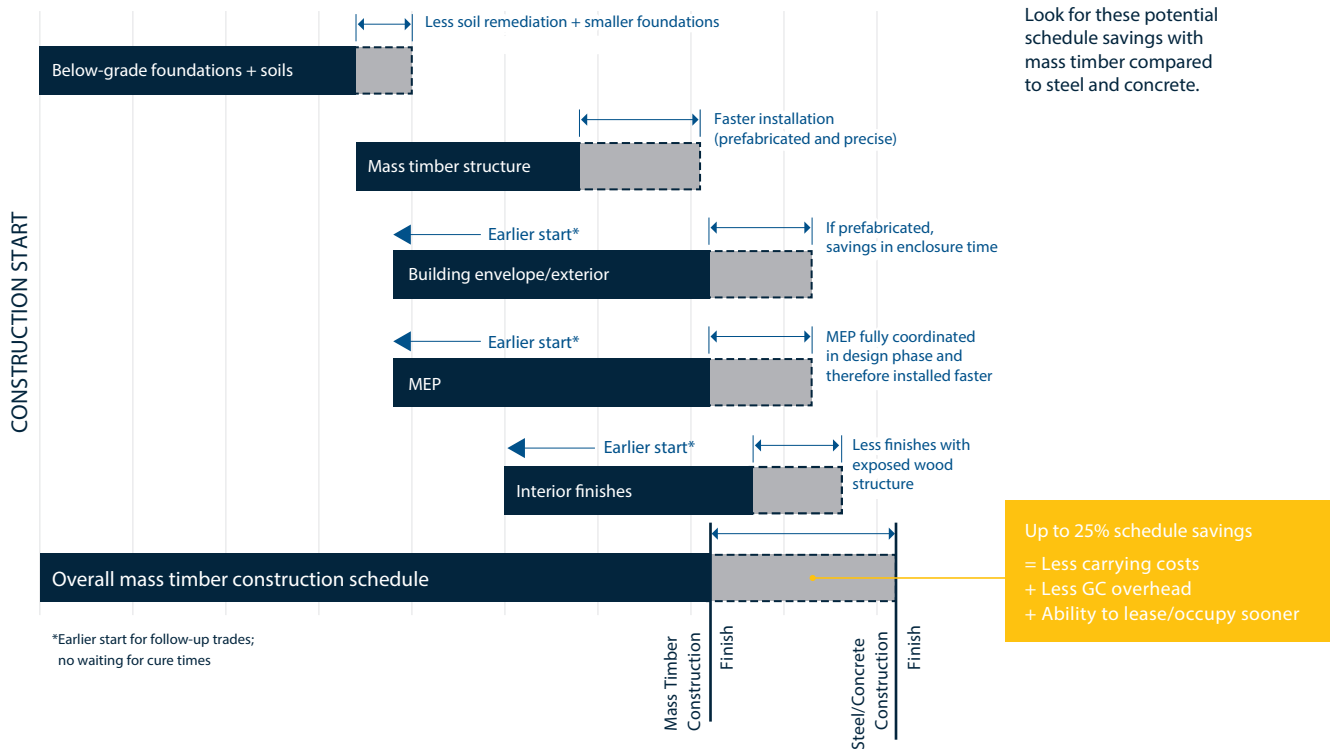 Less soil remediation + smaller foundations
Look for these potential
schedule savings with
mass timber compared
to steel and concrete.
Below-grade foundations + soils
Faster installation
(prefabricated and precise)
Mass timber structure
Earlier start*
If prefabricated,
savings in enclosure time
Building envelope/exterior
CONSTRUCTION START
Earlier start*
MEP fully coordinated
in design phase and
therefore installed faster
MEP
Earlier start*
Less finishes with
exposed wood
structure
Interior finishes
Up to 25% schedule savings
= Less carrying costs
+ Less GC overhead
+ Ability to lease/occupy sooner
Overall mass timber construction schedule
*Earlier start for follow-up trades;
no waiting for cure times
Mass Timber
Construction
Finish
Steel/Concrete
Construction
Finish